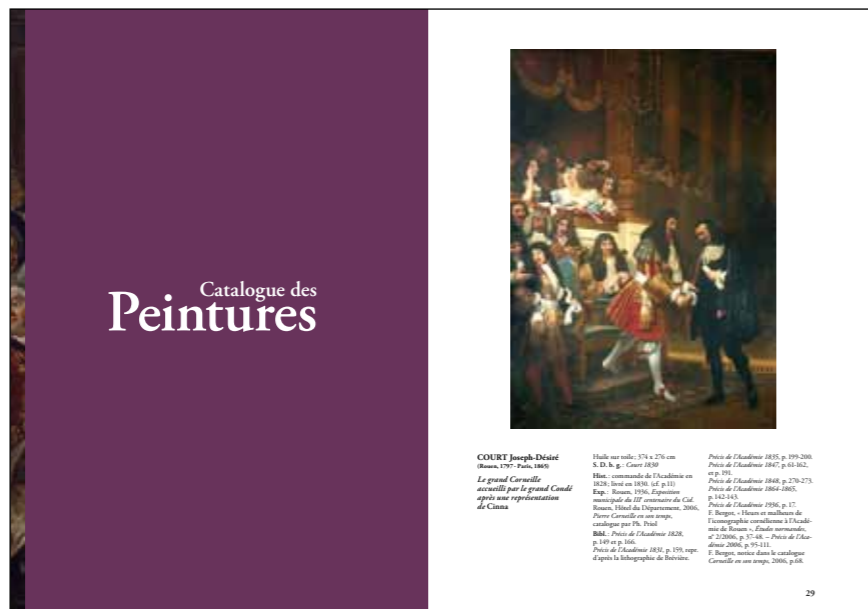 Catalogue des
Peintures
COURT Joseph-Désiré
(Rouen, 1797 - Paris, 1865)
Le grand Corneille
accueilli par le grand Condé
après une représentation
de Cinna
Huile sur toile; 374 x 276 cm
S. D. b. g. : Court 1830
Hist. : commande de l'Académie en
1828; livré en 1830. (cf. p.11)
Exp. : Rouen, 1936, Exposition
municipale du IIIe centenaire du Cid.
Rouen, Hôtel du Département, 2006,
Pierre Corneille en son temps,
catalogue par Ph. Priol
Bibl. : Précis de l'Académie 1828,
p. 149 et p. 166.
Précis de l'Académie 1831, p. 159, repr.
d'après la lithographie de Brévière.
Précis de l'Académie 1835, p. 199-200.
Précis de l'Académie 1847, p. 61-162,
et p. 191.
Précis de l'Académie 1848, p. 270-273.
Précis de l'Académie 1864-1865,
p. 142-143.
Précis de l'Académie 1936, p. 17.
F. Bergot, « Heurs et malheurs de
l'iconographie cornélienne à l'Acadé-
mie de Rouen », Études normandes,
n° 2/2006, p. 37-48. – Précis de l'Aca-
démie 2006, p. 95-111.
F. Bergot, notice dans le catalogue
Corneille en son temps, 2006, p.68.
29